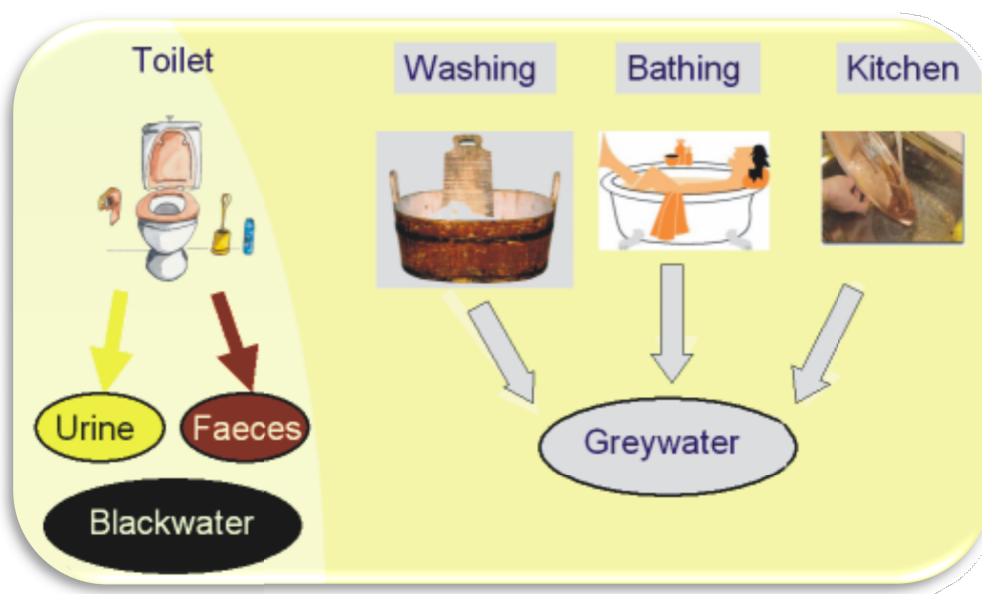 Toilet
Washing
Bathing
Kitchen
Urine
Faeces
Greywater
Blackwater